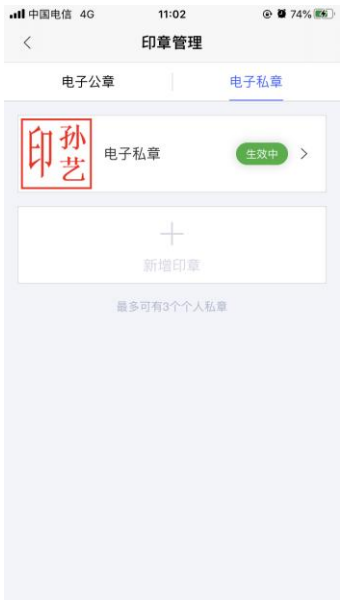 中国电信 4G 11:02 74%
印章管理
电子公章 电子私章
孙艺印 电子私章 生效中
新增印章
最多可有3个个人私章